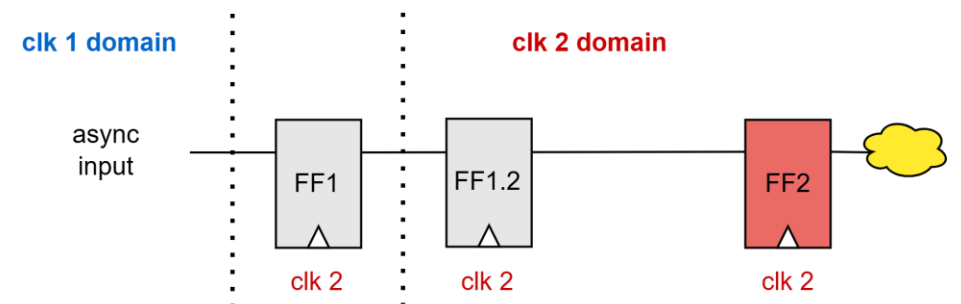 clk 1 domain
clk 2 domain
async
input
FF1
FF1.2
FF2
clk 2
clk 2
clk 2